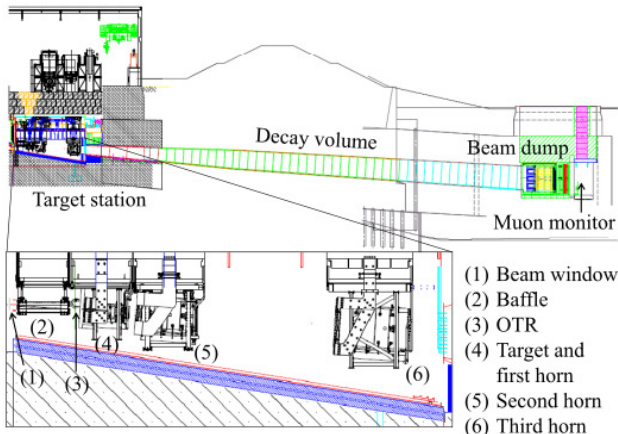 Decay volume
Beam dump
Target station
Muon monitor
(1) Beam window
(2) Baffle
(3) OTR
(4) Target and
first horn
(5) Second horn
(6) Third horn
(2)
(4)
(5)
(6)
(1)
(3)